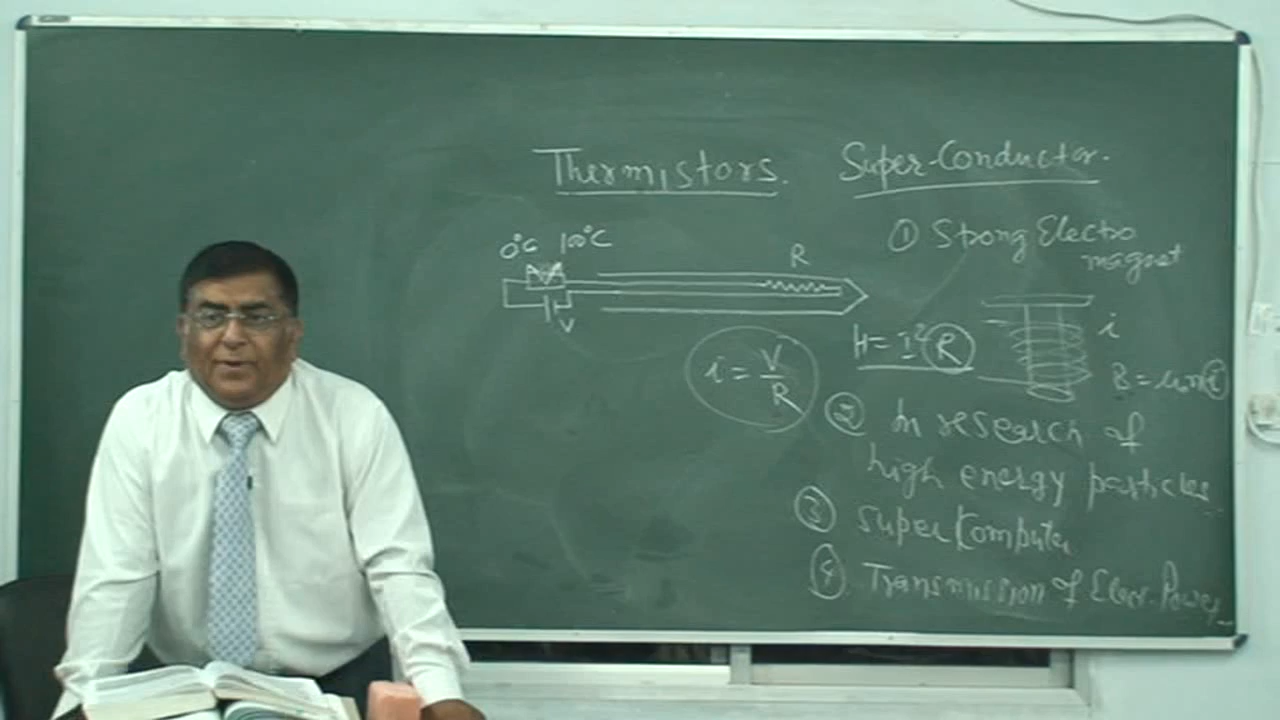 Thermistors.
Super-Conductor.
① Strong Electro
magnet
0°C 100°C
R
V
i = V/R
H = I²R
i
B = μ₀ni
② In research of
high energy particles
③ Super Computer
④ Transmission of Elec. Power